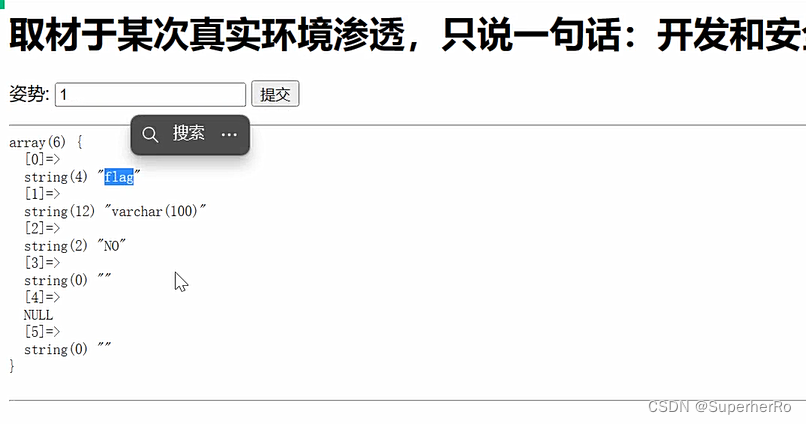 取材于某次真实环境渗透，只说一句话：开发和安
姿势: 1 提交
搜索 ...
array(6) {
[0]=>
string(4) "flag"
[1]=>
string(12) "varchar(100)"
[2]=>
string(2) "NO"
[3]=>
string(0) ""
[4]=>
NULL
[5]=>
string(0) ""
}
CSDN @SuperherRo